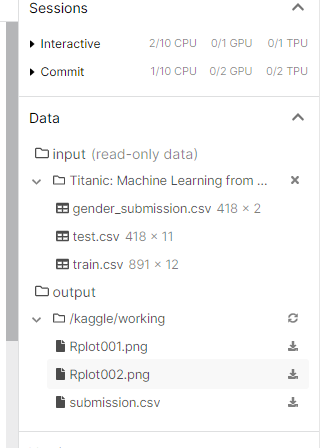 Sessions
Interactive 2/10 CPU 0/1 GPU 0/1 TPU
Commit 1/10 CPU 0/2 GPU 0/2 TPU
Data
input (read-only data)
Titanic: Machine Learning from ...
gender_submission.csv 418 × 2
test.csv 418 × 11
train.csv 891 × 12
output
/kaggle/working
Rplot001.png
Rplot002.png
submission.csv